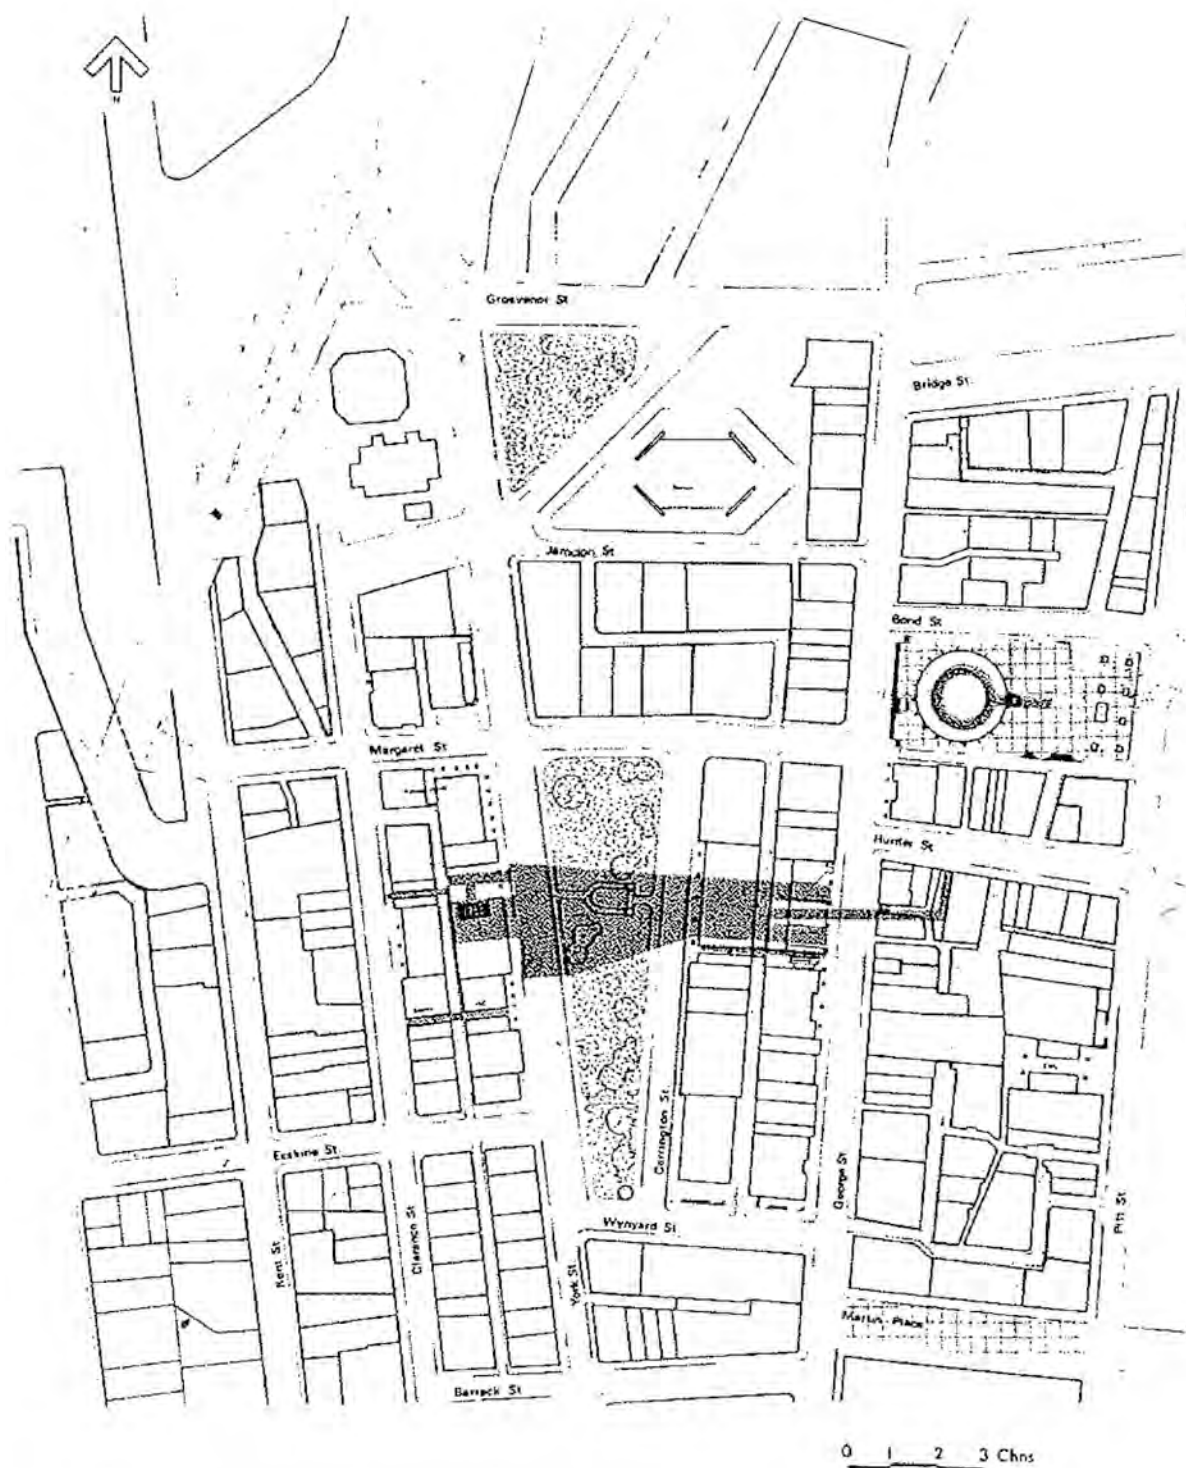 N
Grosvenor St
Bridge St
Jamison St
Bond St
Margaret St
Hunter St
Erskine St
Carrington St
George St
Pitt St
Wynyard St
Kent St
Clarence St
York St
Martin Place
Barrack St
0 1 2 3 Chns